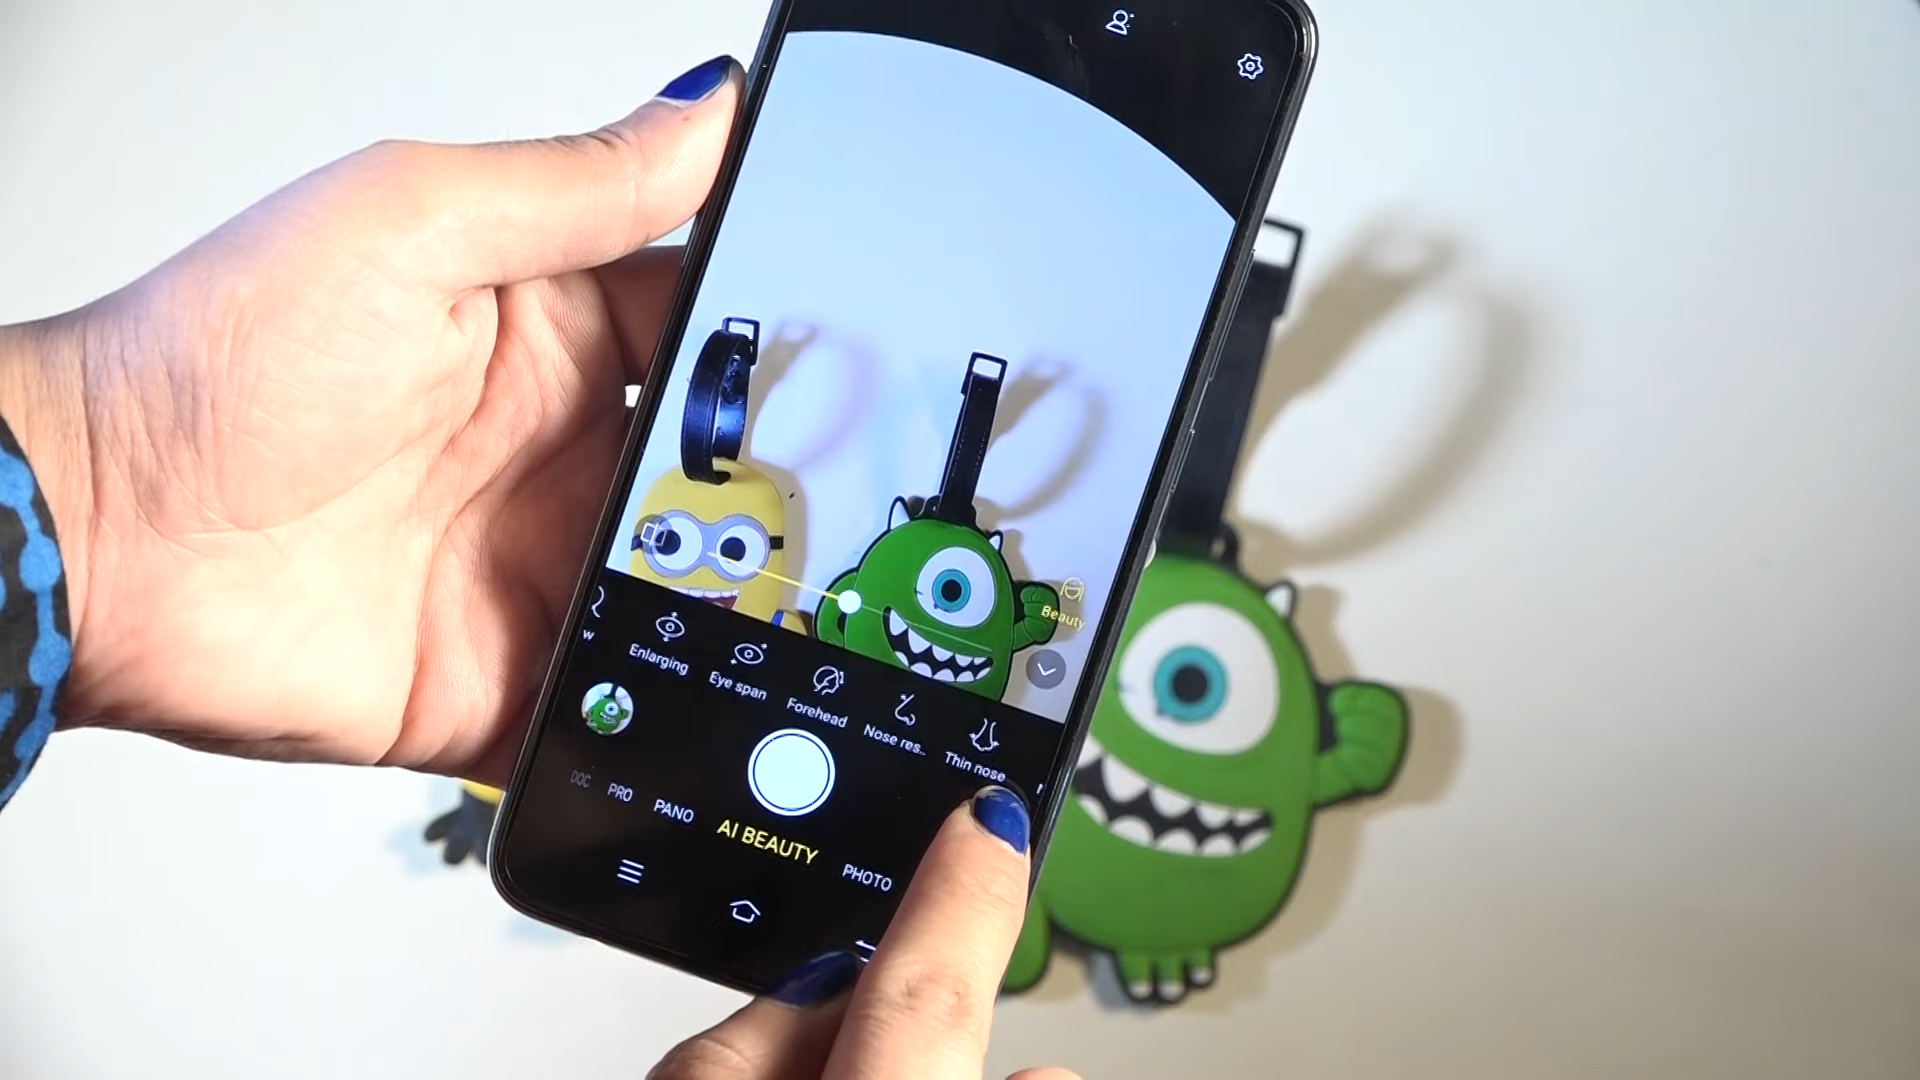 Beauty
w
Enlarging
Eye span
Forehead
Nose res..
Thin nose
DOC
PRO
PANO
AI BEAUTY
PHOTO